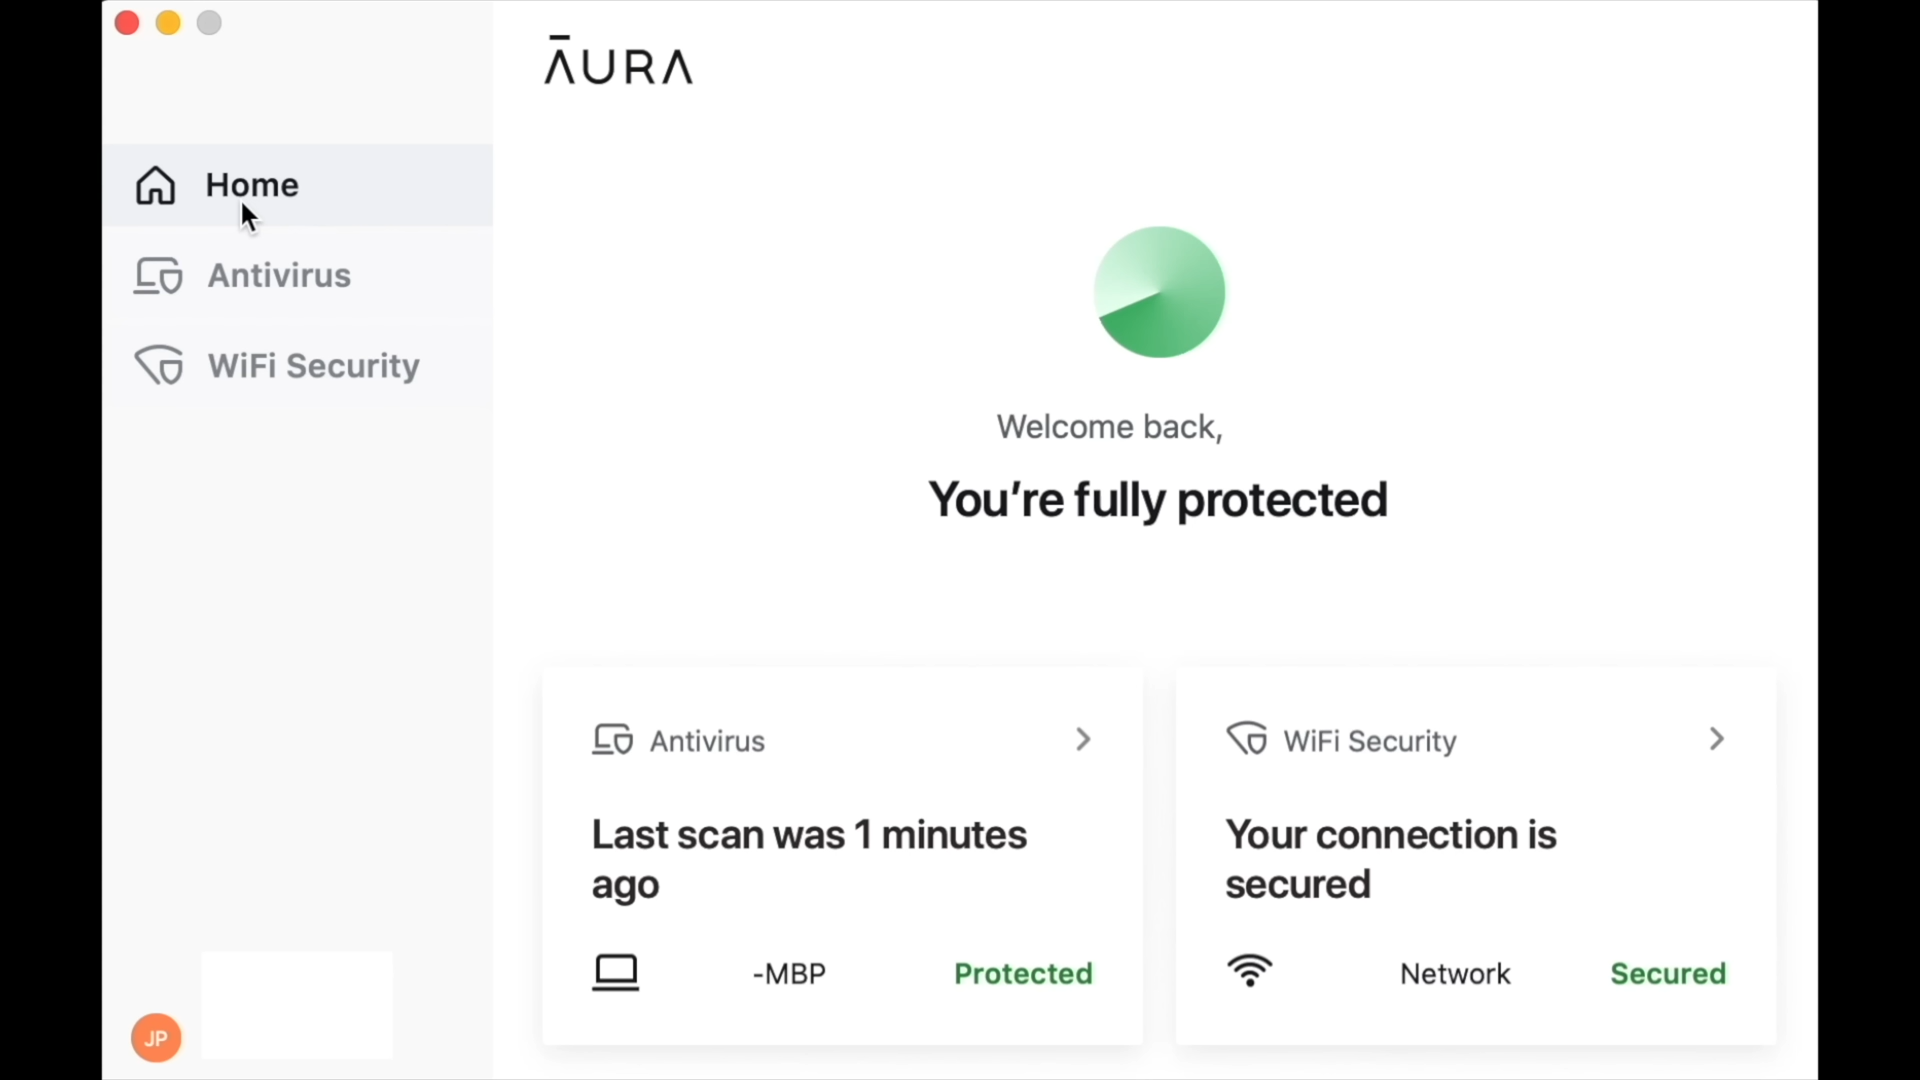 ĀURA
Home
Antivirus
WiFi Security
Welcome back,
You’re fully protected
Antivirus
Last scan was 1 minutes
ago
-MBP
Protected
WiFi Security
Your connection is
secured
Network
Secured
JP